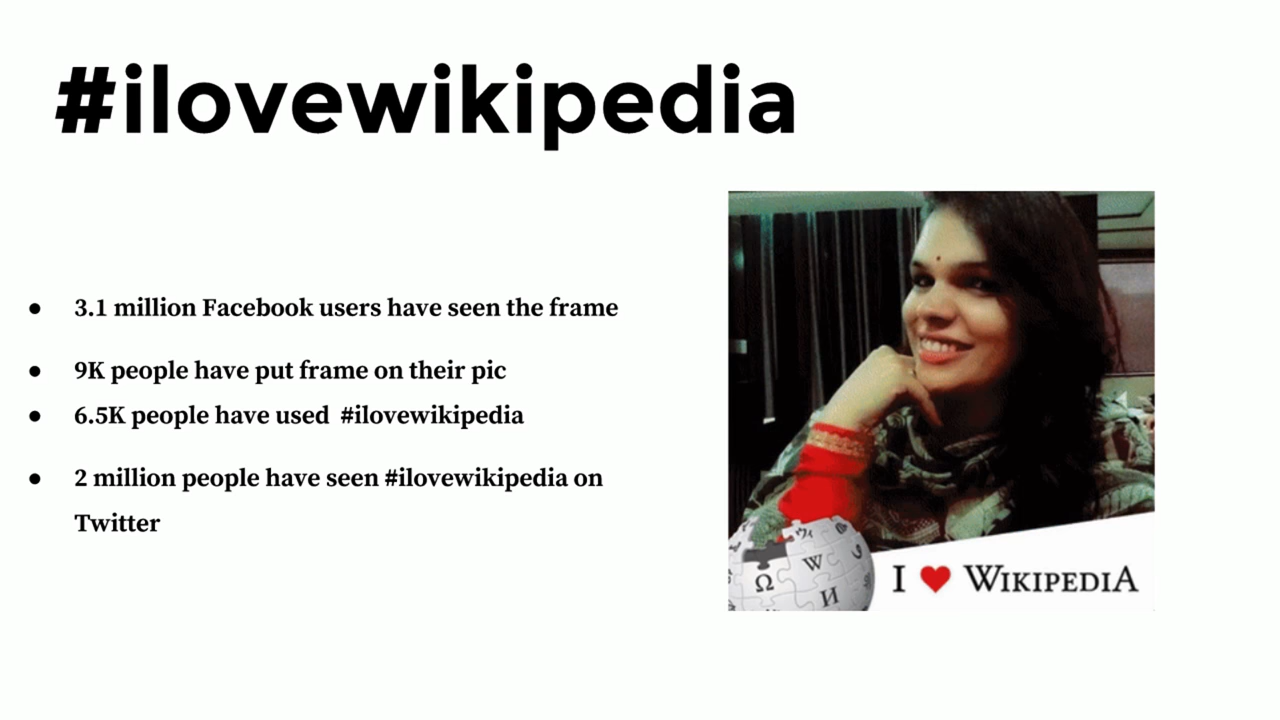 #ilovewikipedia
● 3.1 million Facebook users have seen the frame
● 9K people have put frame on their pic
● 6.5K people have used  #ilovewikipedia
● 2 million people have seen #ilovewikipedia on
Twitter
Ω W И
I ♥ WIKIPEDIA